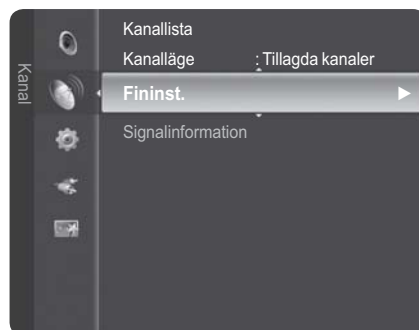 Kanal
Kanallista
Kanalläge : Tillagda kanaler
Fininst.
Signalinformation